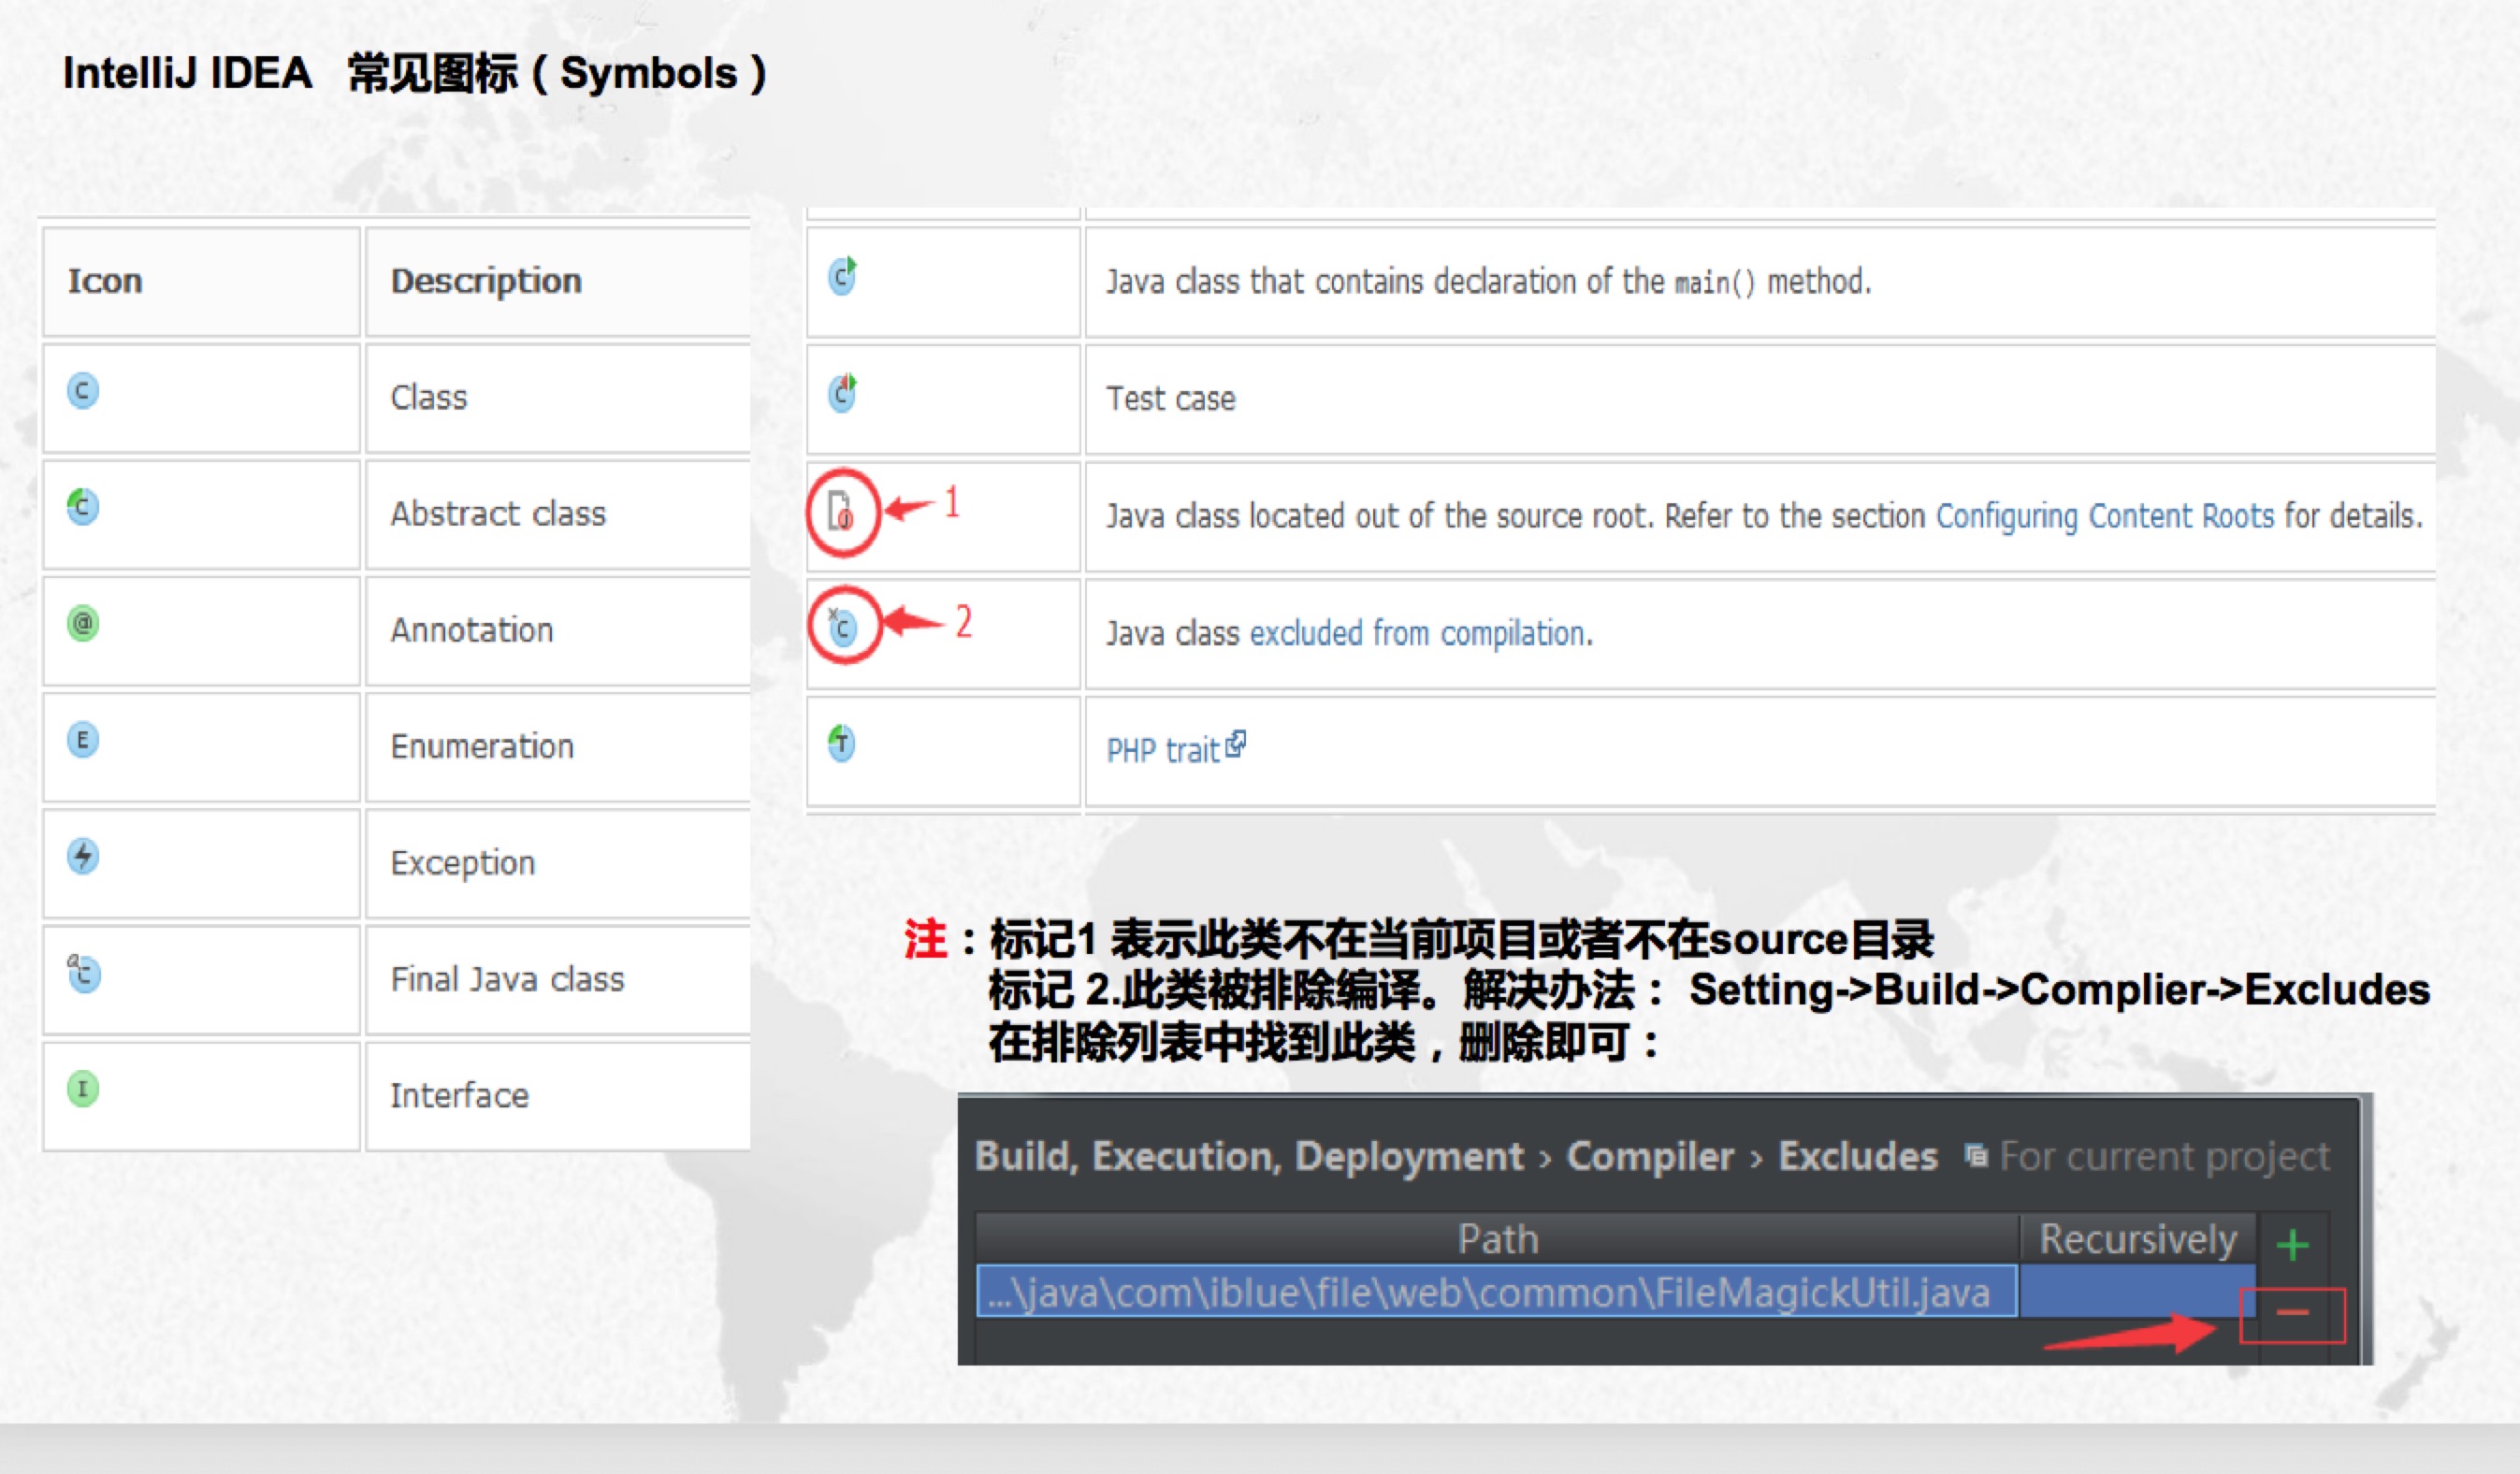 IntelliJ IDEA 常见图标（Symbols）
Icon Description
C Class
C Abstract class
@ Annotation
E Enumeration
Exception
C Final Java class
I Interface
C Java class that contains declaration of the main() method.
C Test case
J 1 Java class located out of the source root. Refer to the section Configuring Content Roots for details.
x C 2 Java class excluded from compilation.
T PHP trait
注：标记1 表示此类不在当前项目或者不在source目录
标记 2.此类被排除编译。解决办法： Setting->Build->Complier->Excludes
在排除列表中找到此类，删除即可：
Build, Execution, Deployment › Compiler › Excludes For current project
Path Recursively +
...\java\com\iblue\file\web\common\FileMagickUtil.java −